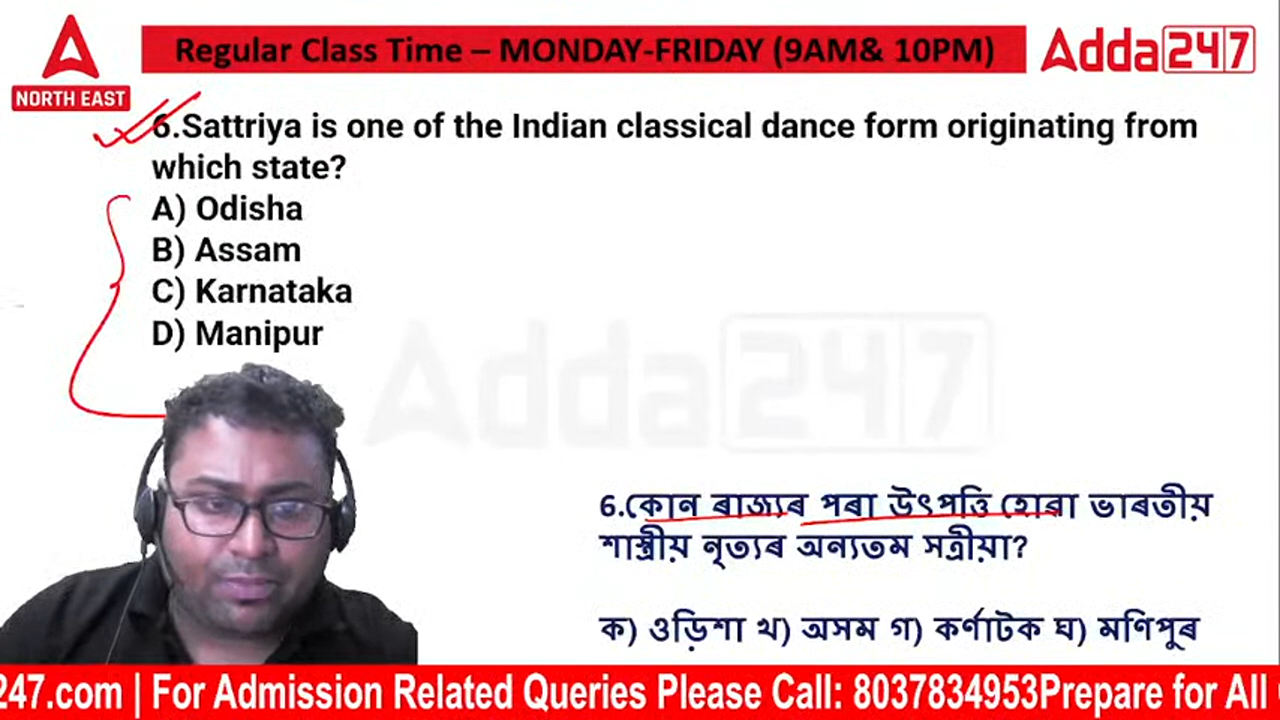 Regular Class Time – MONDAY-FRIDAY (9AM& 10PM)
Adda247
NORTH EAST
6.Sattriya is one of the Indian classical dance form originating from
which state?
A) Odisha
B) Assam
C) Karnataka
D) Manipur
Adda247
6.কোন ৰাজ্যৰ পৰা উৎপত্তি হোৱা ভাৰতীয়
শাস্ত্ৰীয় নৃত্যৰ অন্যতম সত্ৰীয়া?
ক) ওড়িশা খ) অসম গ) কৰ্ণাটক ঘ) মণিপুৰ
247.com | For Admission Related Queries Please Call: 8037834953Prepare for All